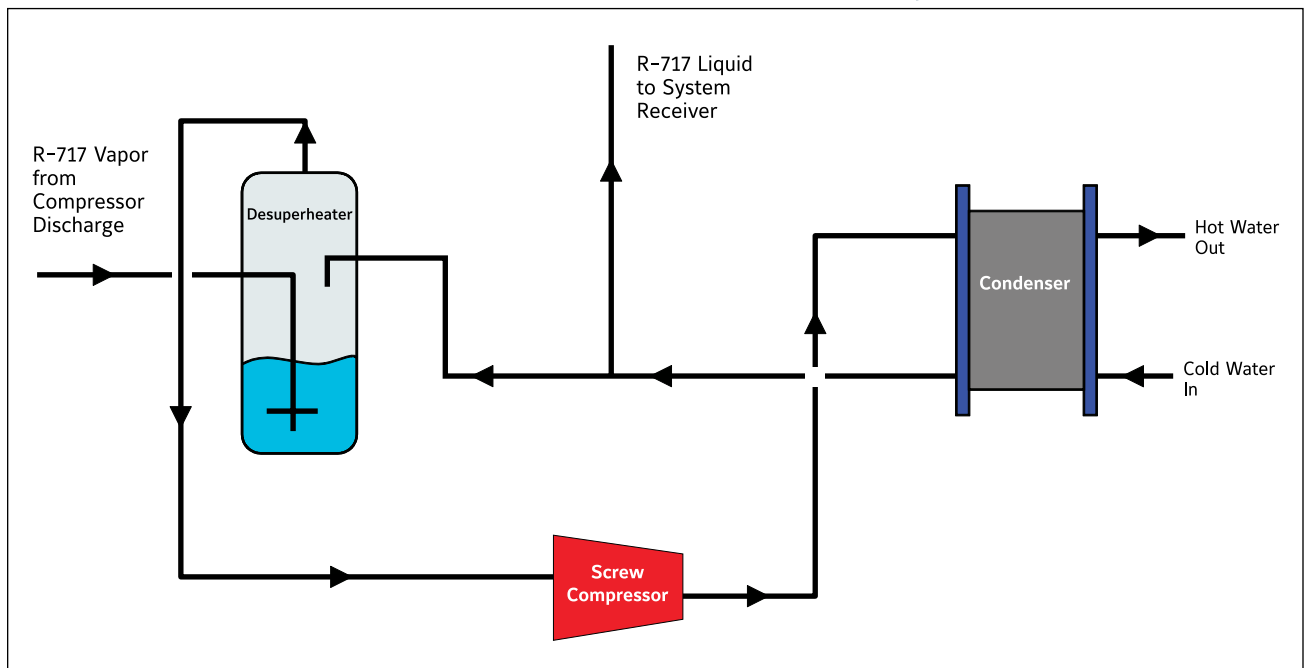 R-717 Liquid
to System
Receiver
R-717 Vapor
from
Compressor
Discharge
Desuperheater
Hot Water
Out
Condenser
Cold Water
In
Screw
Compressor